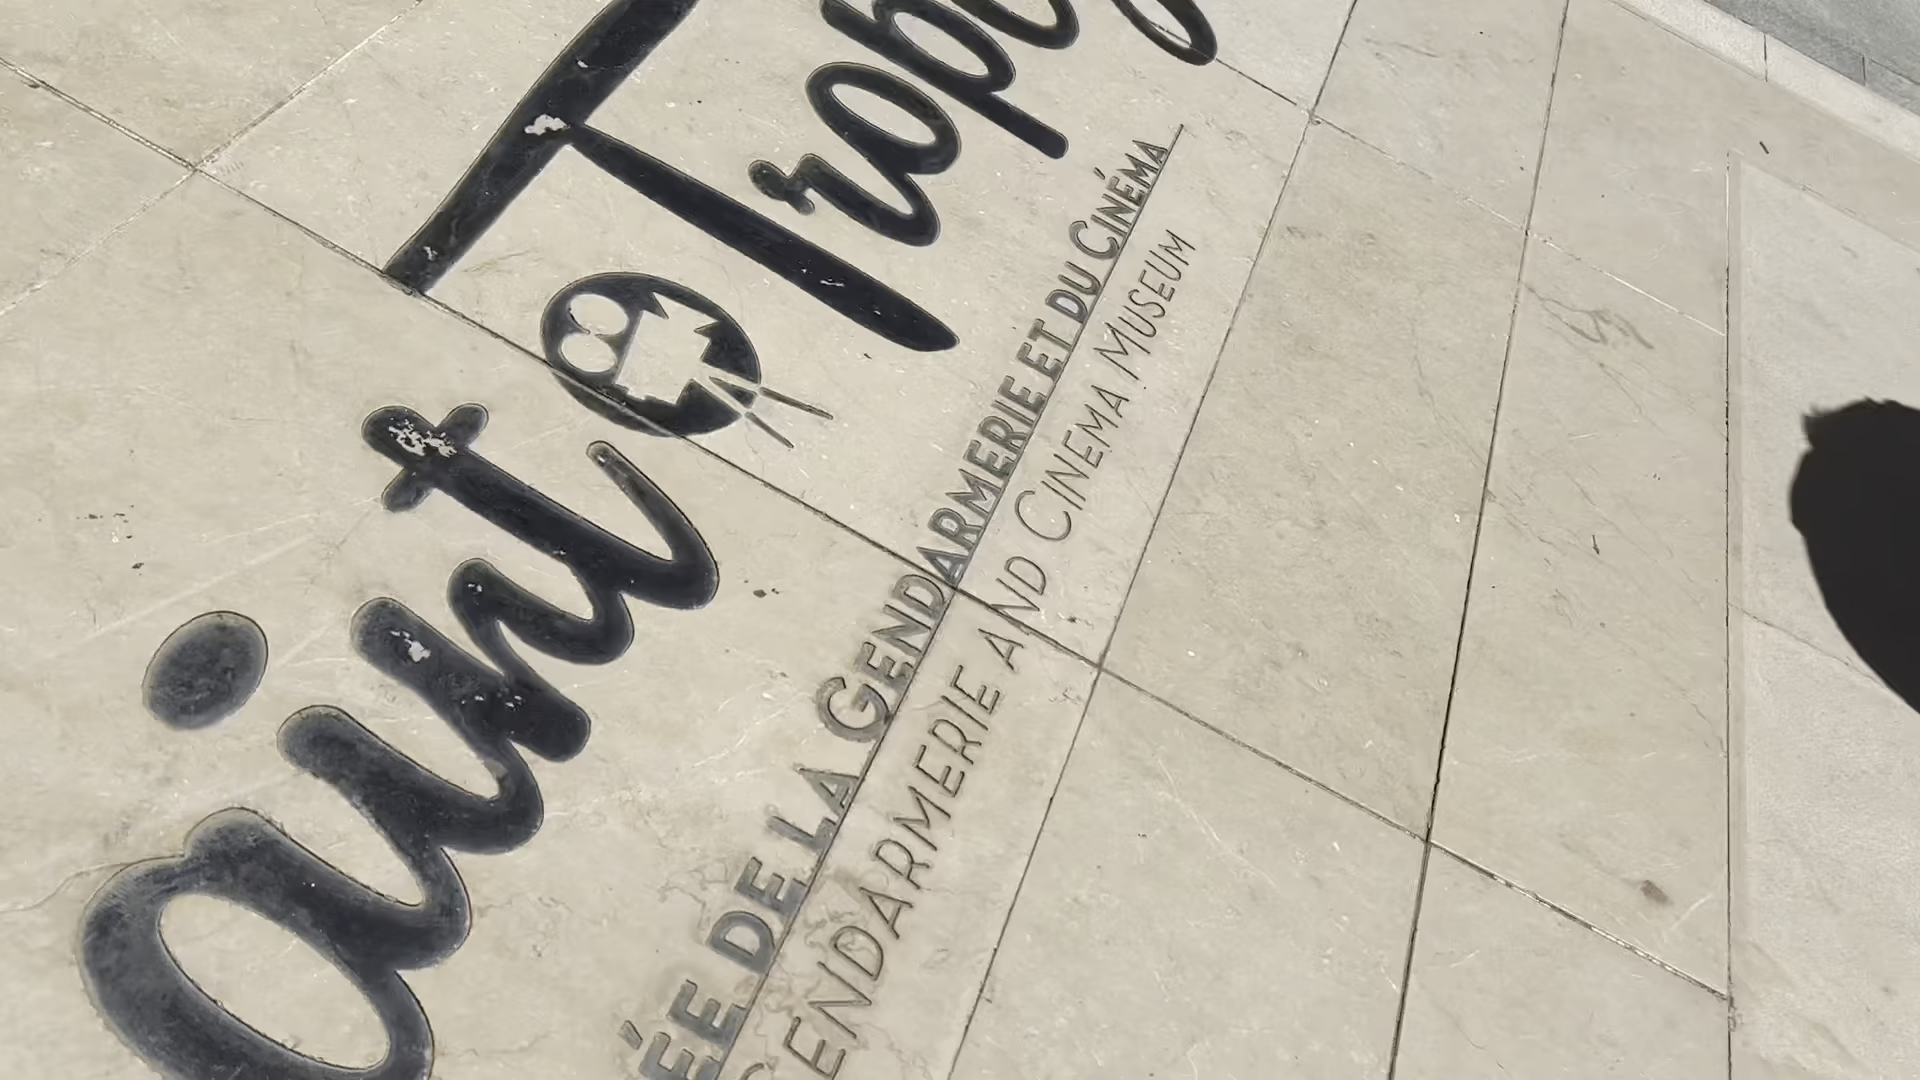 aint Trop
ÉE DE LA GENDARMERIE ET DU CINÉMA
GENDARMERIE AND CINEMA MUSEUM